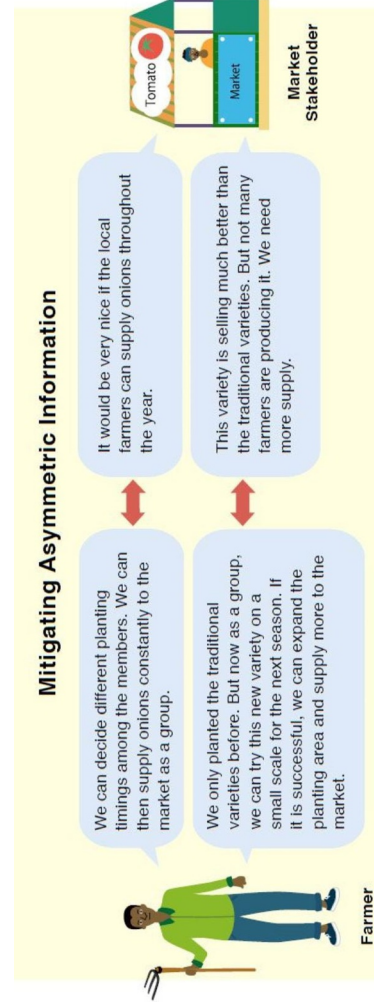 Mitigating Asymmetric Information
We can decide different planting
timings among the members. We can
then supply onions constantly to the
market as a group.
It would be very nice if the local
farmers can supply onions throughout
the year.
We only planted the traditional
varieties before. But now as a group,
we can try this new variety on a
small scale for the next season. If
it is successful, we can expand the
planting area and supply more to the
market.
This variety is selling much better than
the traditional varieties. But not many
farmers are producing it. We need
more supply.
Tomato
Market
Farmer
Market
Stakeholder